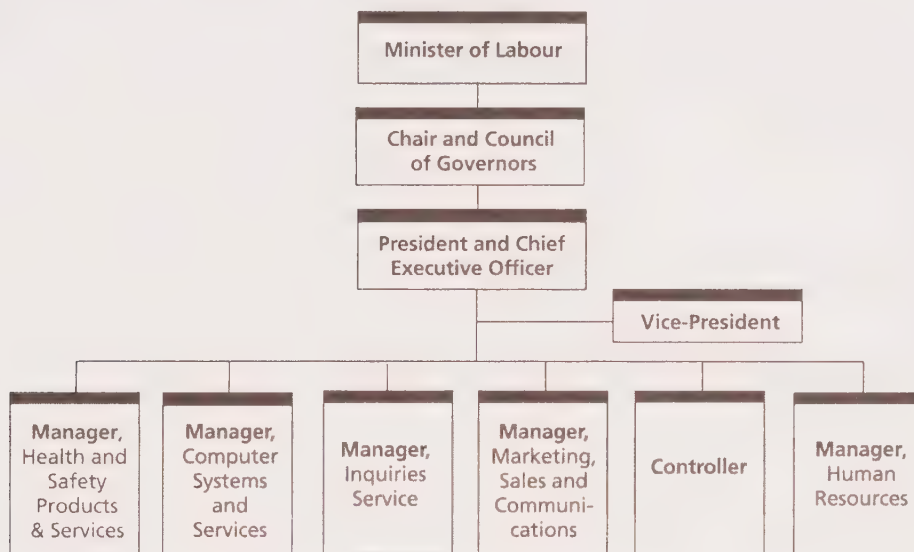 Minister of Labour
Chair and Council
of Governors
President and Chief
Executive Officer
Vice-President
Manager,
Health and
Safety
Products
& Services
Manager,
Computer
Systems
and
Services
Manager,
Inquiries
Service
Manager,
Marketing,
Sales and
Communi-
cations
Controller
Manager,
Human
Resources